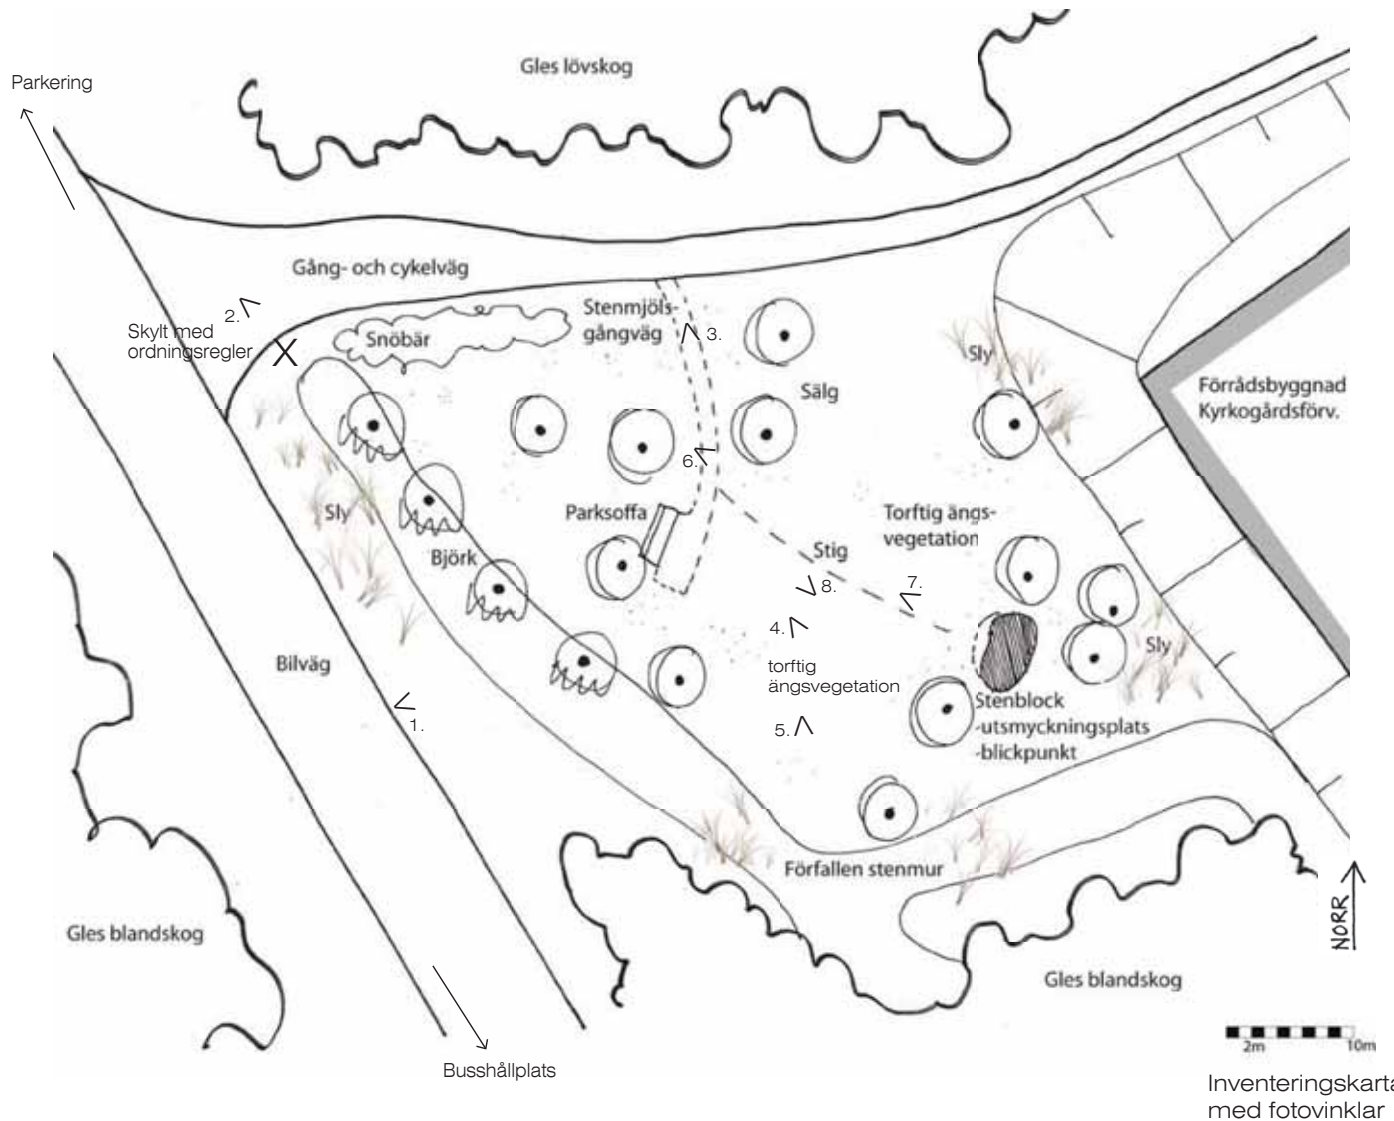 Gles lövskog
Parkering
Gång- och cykelväg
2.
Skylt med
ordningsregler
X
Snöbär
Stenmjöls-
gångväg
3.
Sälg
Sly
Förrådsbyggnad
Kyrkogårdsförv.
6.
Parksoffa
Sly
Björk
Torftig ängs-
vegetation
Stig
8.
7.
4.
torftig
ängsvegetation
5.
Sly
Bilväg
1.
Stenblock
-utsmyckningsplats
-blickpunkt
Förfallen stenmur
Gles blandskog
Gles blandskog
NORR
2m
10m
Busshållplats
Inventeringskarta
med fotovinklar